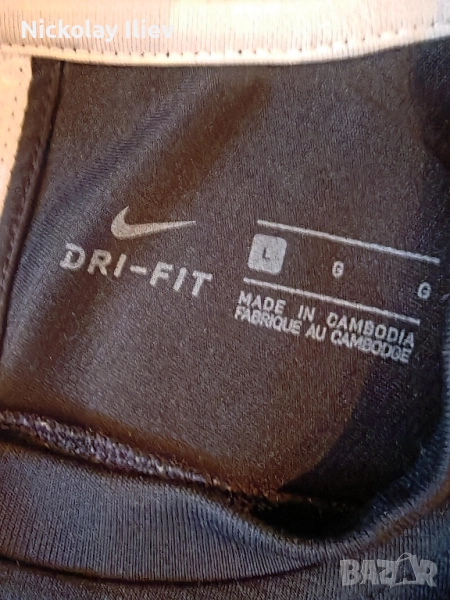 Nickolay Iliev
DRI-FIT
L G G
MADE IN CAMBODIA
FABRIQUE AU CAMBODGE
BAZAR